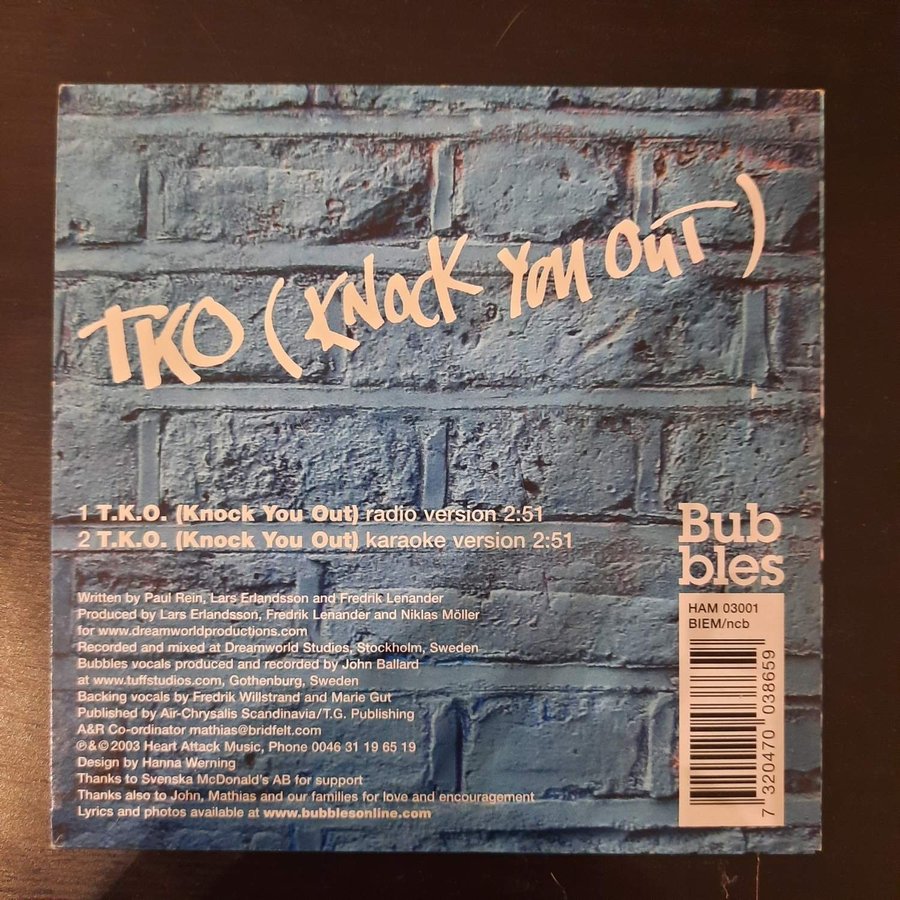 TKO (KNOCK YOU OUT)
1 T.K.O. (Knock You Out) radio version 2:51
2 T.K.O. (Knock You Out) karaoke version 2:51
Written by Paul Rein, Lars Erlandsson and Fredrik Lenander
Produced by Lars Erlandsson, Fredrik Lenander and Niklas Möller
for www.dreamworldproductions.com
Recorded and mixed at Dreamworld Studios, Stockholm, Sweden
Bubbles vocals produced and recorded by John Ballard
at www.tuffstudios.com, Gothenburg, Sweden
Backing vocals by Fredrik Willstrand and Marie Gut
Published by Air-Chrysalis Scandinavia/T.G. Publishing
A&R Co-ordinator mathias@bridfelt.com
℗&©2003 Heart Attack Music, Phone 0046 31 19 65 19
Design by Hanna Werning
Thanks to Svenska McDonald's AB for support
Thanks also to John, Mathias and our families for love and encouragement
Lyrics and photos available at www.bubblesonline.com
Bub
bles
HAM 03001
BIEM/ncb
7 320470 038659